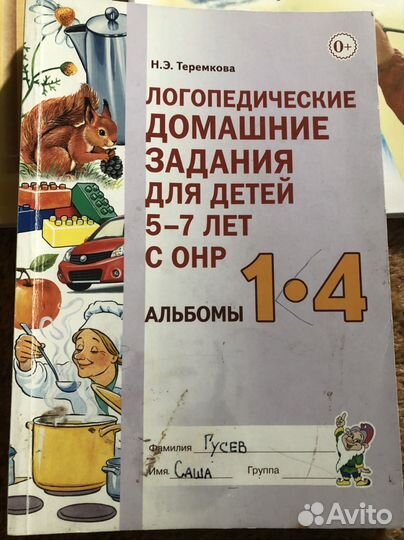 0+
Н.Э. Теремкова
ЛОГОПЕДИЧЕСКИЕ
ДОМАШНИЕ
ЗАДАНИЯ
ДЛЯ ДЕТЕЙ
5–7 ЛЕТ
С ОНР
АЛЬБОМЫ 1•4
Фамилия Гусев
Имя Саша Группа
Avito